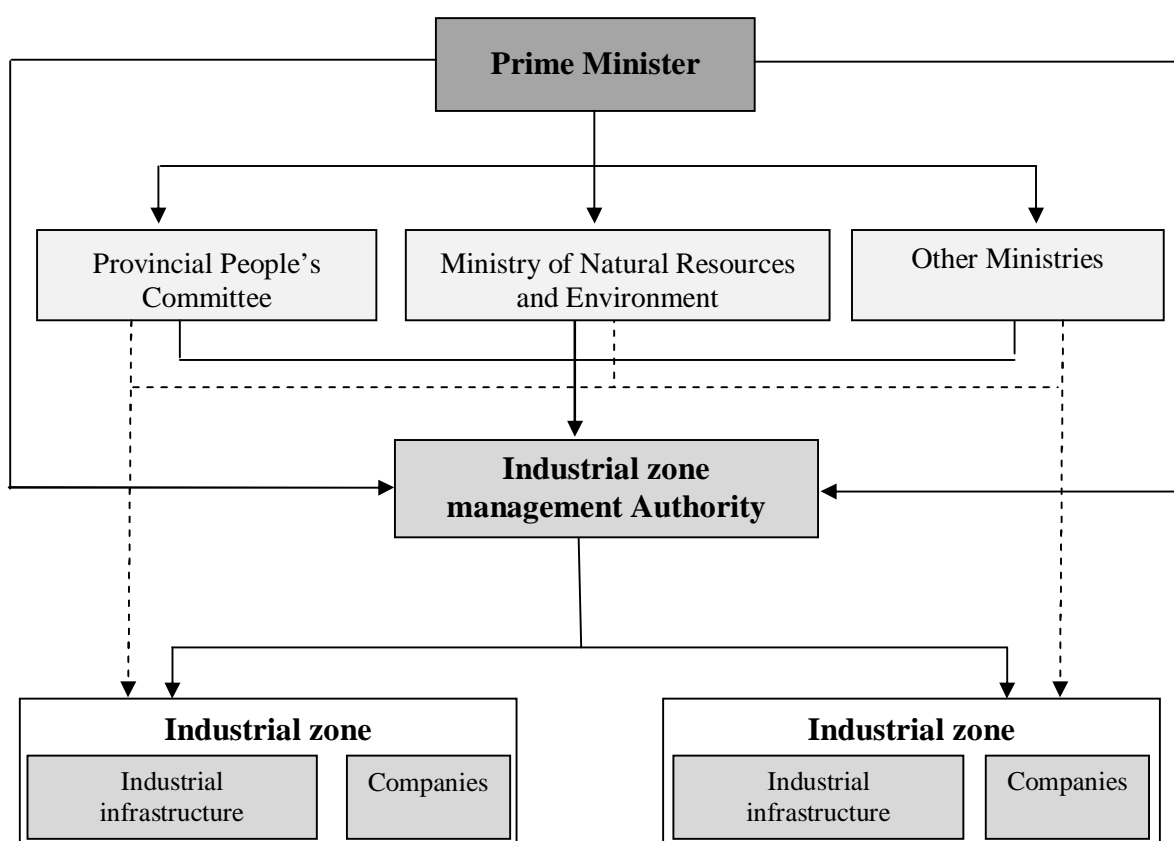 Prime Minister
Provincial People's
Committee
Ministry of Natural Resources
and Environment
Other Ministries
Industrial zone
management Authority
Industrial zone
Industrial
infrastructure
Companies
Industrial zone
Industrial
infrastructure
Companies